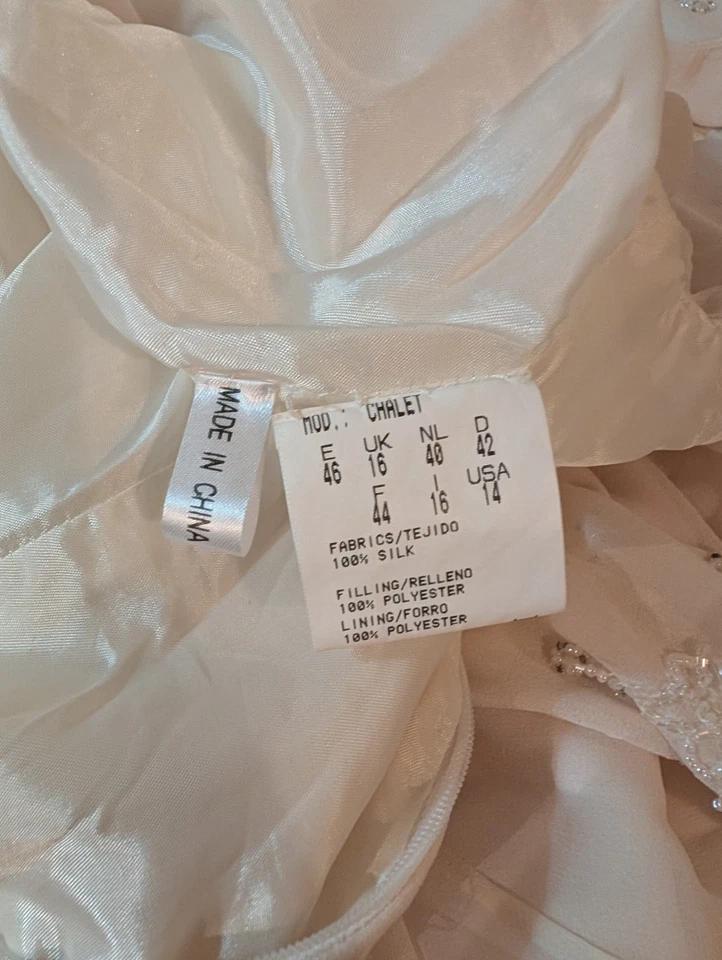 MADE IN CHINA
MOD.: CHALET
E UK NL D
46 16 40 42
F I USA
44 16 14
FABRICS/TEJIDO
100% SILK
FILLING/RELLENO
100% POLYESTER
LINING/FORRO
100% POLYESTER